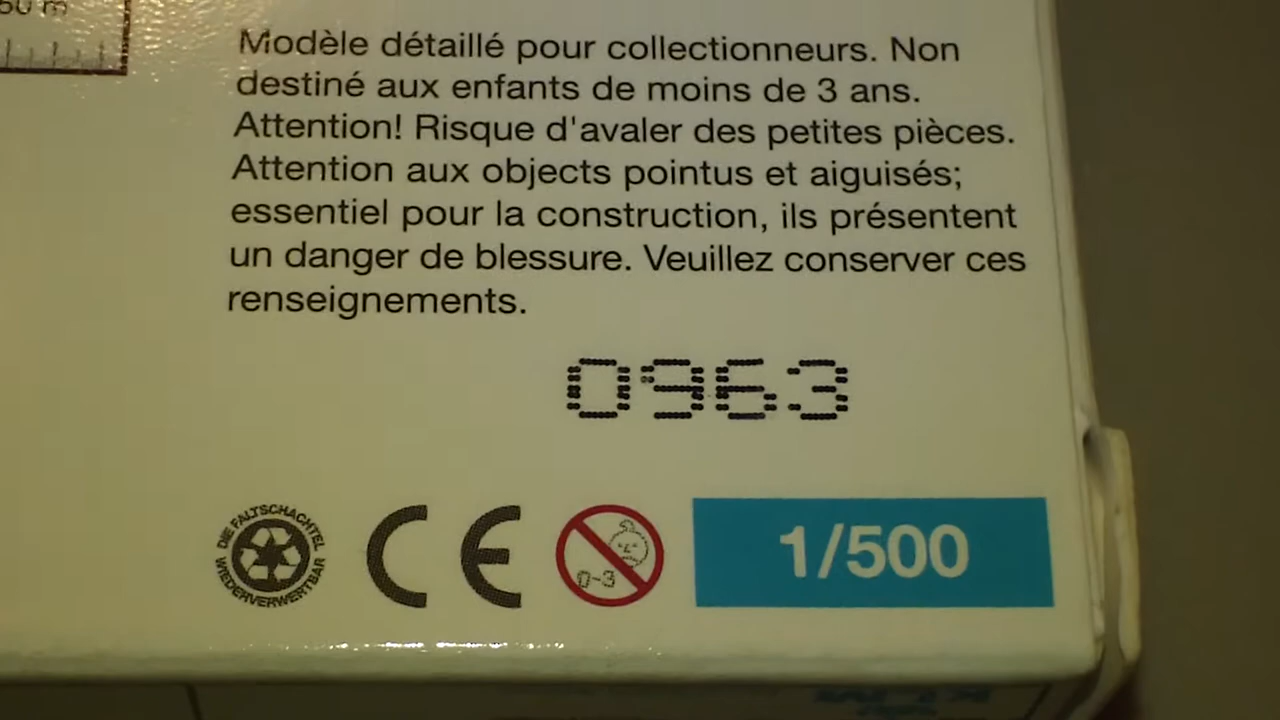 50 m
Modèle détaillé pour collectionneurs. Non
destiné aux enfants de moins de 3 ans.
Attention! Risque d'avaler des petites pièces.
Attention aux objects pointus et aiguisés;
essentiel pour la construction, ils présentent
un danger de blessure. Veuillez conserver ces
renseignements.
0963
DIE FALTSCHACHTEL
WIEDERVERWERTBAR
CE
0-3
1/500